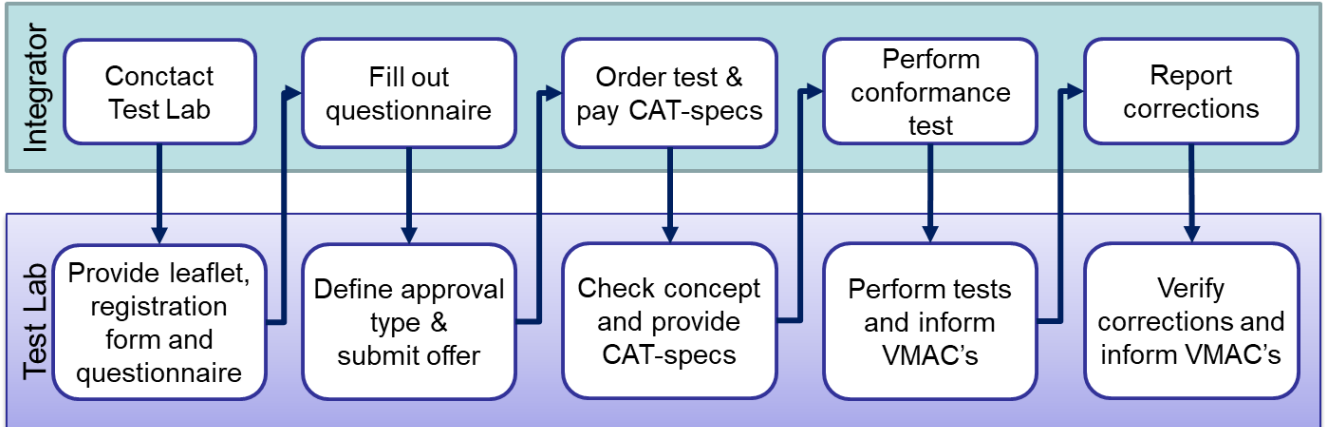 Integrator
Conctact
Test Lab
Fill out
questionnaire
Order test &
pay CAT-specs
Perform
conformance
test
Report
corrections
Test Lab
Provide leaflet,
registration
form and
questionnaire
Define approval
type &
submit offer
Check concept
and provide
CAT-specs
Perform tests
and inform
VMAC's
Verify
corrections and
inform VMAC's